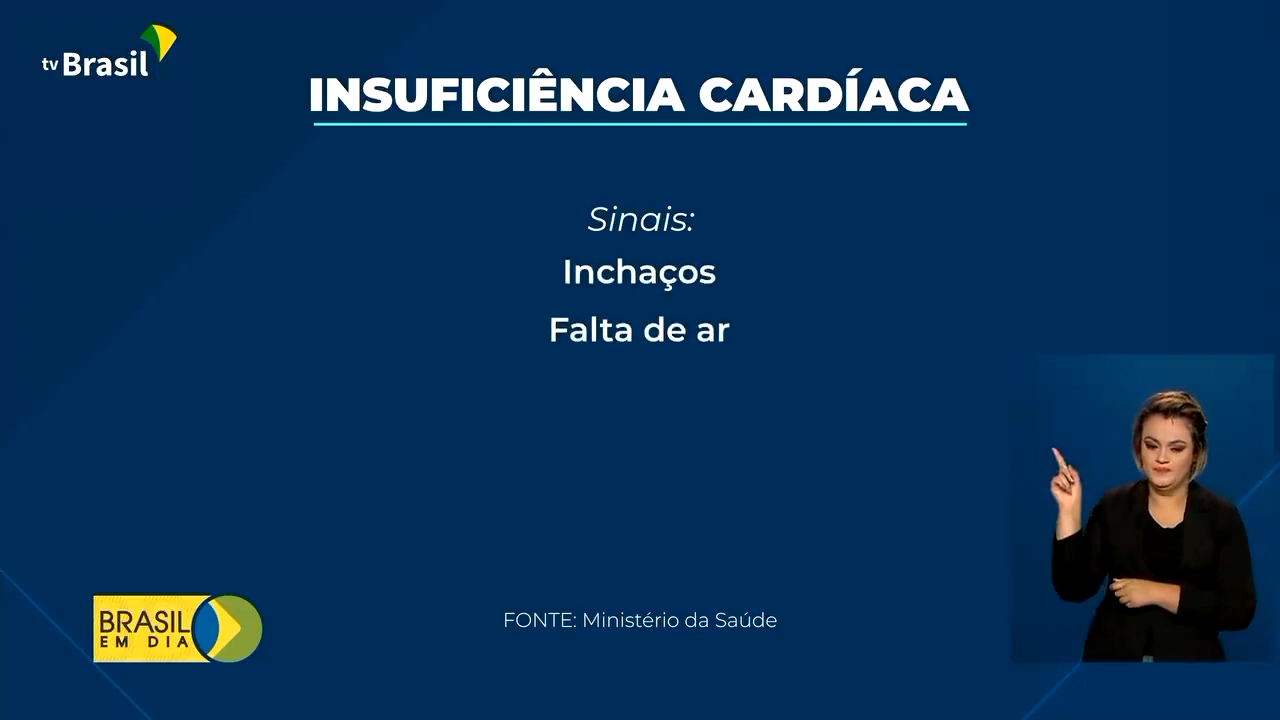 tv Brasil
INSUFICIÊNCIA CARDÍACA
Sinais:
Inchaços
Falta de ar
BRASIL
EM DIA
FONTE: Ministério da Saúde